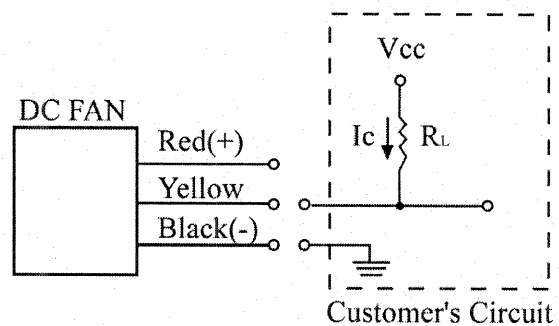 Vcc
DC FAN
Red(+)
Ic
RL
Yellow
Black(-)
Customer's Circuit